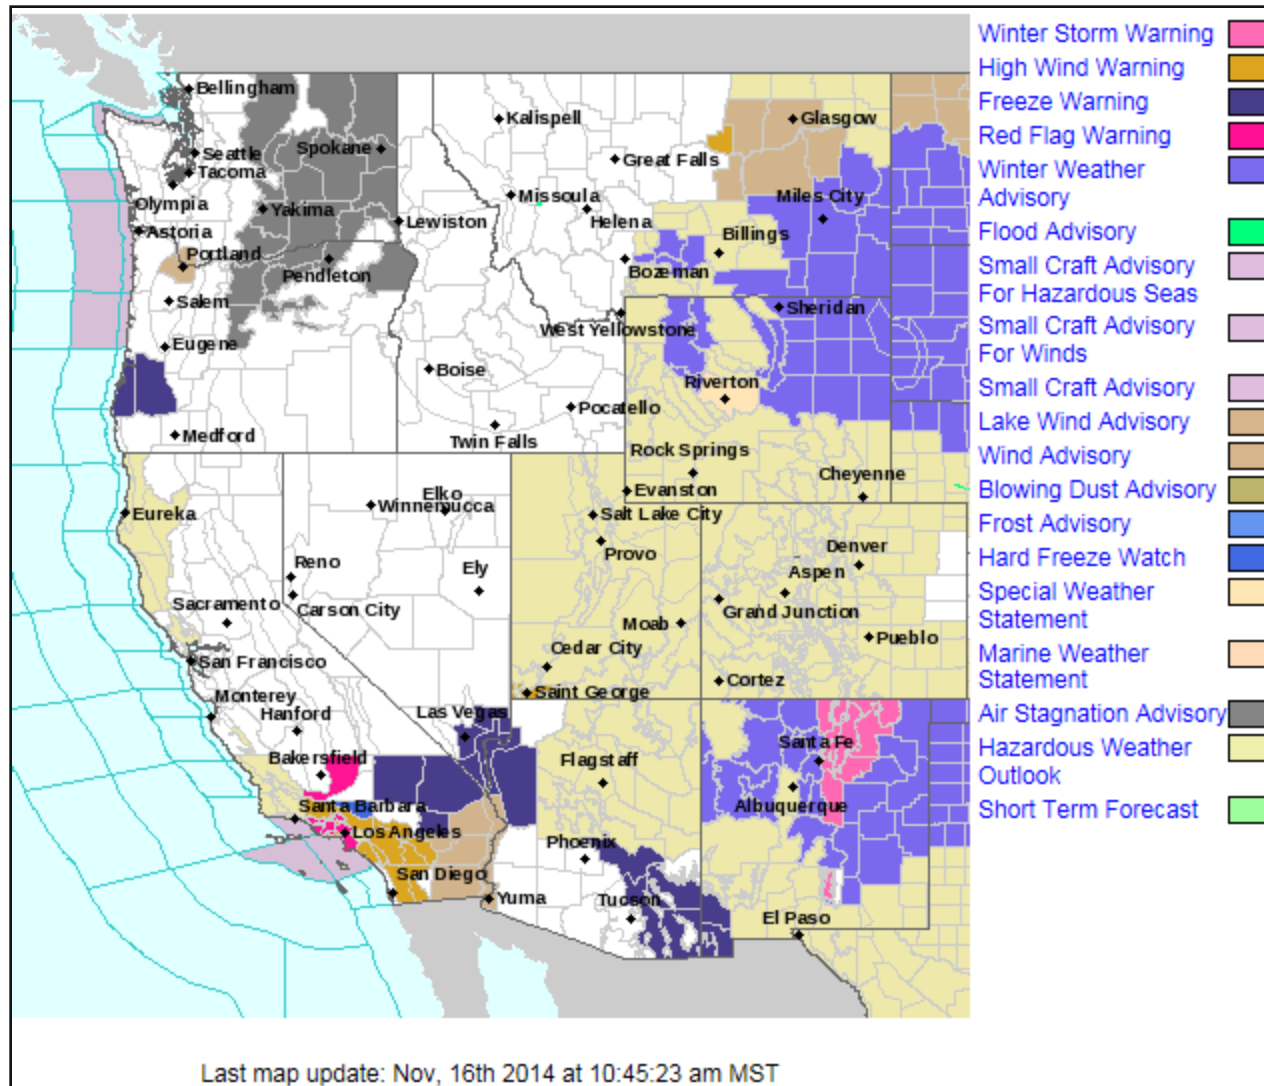 Bellingham
Seattle
Tacoma
Olympia
Astoria
Portland
Salem
Eugene
Medford
Spokane
Yakima
Pendleton
Lewiston
Kalispell
Great Falls
Missoula
Helena
Glasgow
Miles City
Billings
Bozeman
West Yellowstone
Sheridan
Boise
Pocatello
Twin Falls
Riverton
Rock Springs
Cheyenne
Evanston
Eureka
Winnemucca
Elko
Salt Lake City
Provo
Reno
Carson City
Ely
Denver
Aspen
Grand Junction
Pueblo
Moab
Cedar City
Saint George
Cortez
Sacramento
San Francisco
Monterey
Hanford
Bakersfield
Las Vegas
Flagstaff
Santa Fe
Albuquerque
Santa Barbara
Los Angeles
San Diego
Yuma
Phoenix
Tucson
El Paso
Winter Storm Warning
High Wind Warning
Freeze Warning
Red Flag Warning
Winter Weather
Advisory
Flood Advisory
Small Craft Advisory
For Hazardous Seas
Small Craft Advisory
For Winds
Small Craft Advisory
Lake Wind Advisory
Wind Advisory
Blowing Dust Advisory
Frost Advisory
Hard Freeze Watch
Special Weather
Statement
Marine Weather
Statement
Air Stagnation Advisory
Hazardous Weather
Outlook
Short Term Forecast
Last map update: Nov, 16th 2014 at 10:45:23 am MST